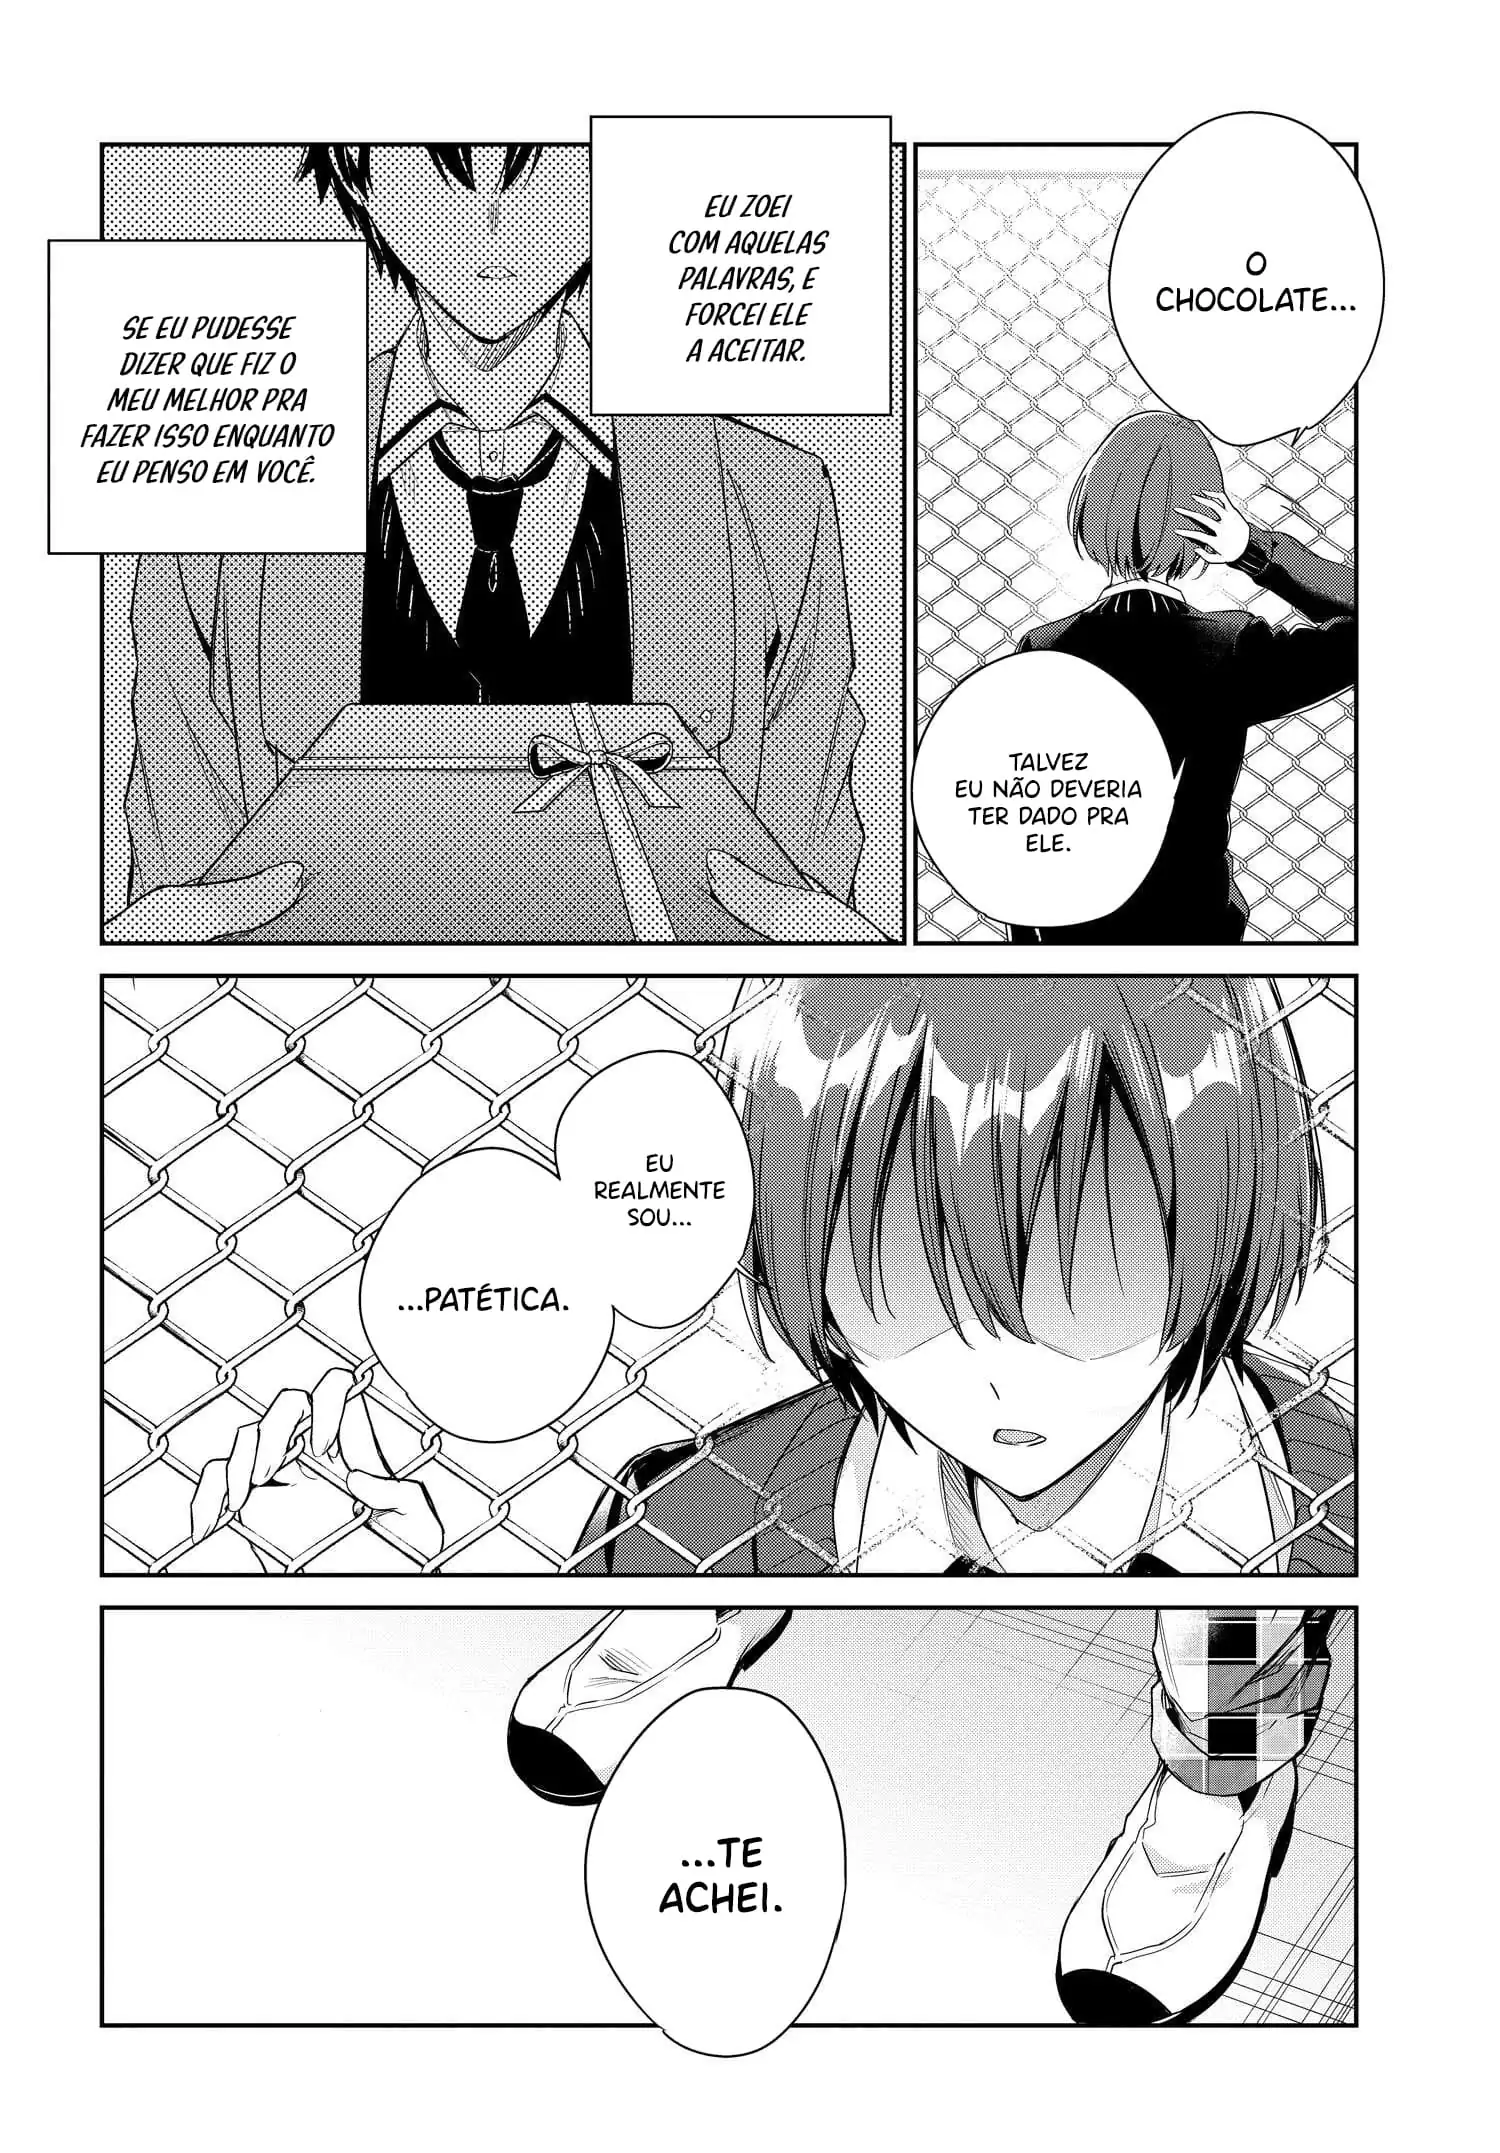 O
CHOCOLATE...
TALVEZ
EU NÃO DEVERIA
TER DADO PRA
ELE.
EU ZOEI
COM AQUELAS
PALAVRAS, E
FORCEI ELE
A ACEITAR.
SE EU PUDESSE
DIZER QUE FIZ O
MEU MELHOR PRA
FAZER ISSO ENQUANTO
EU PENSO EM VOCÊ.
EU
REALMENTE
SOU...
...PATÉTICA.
...TE
ACHEI.